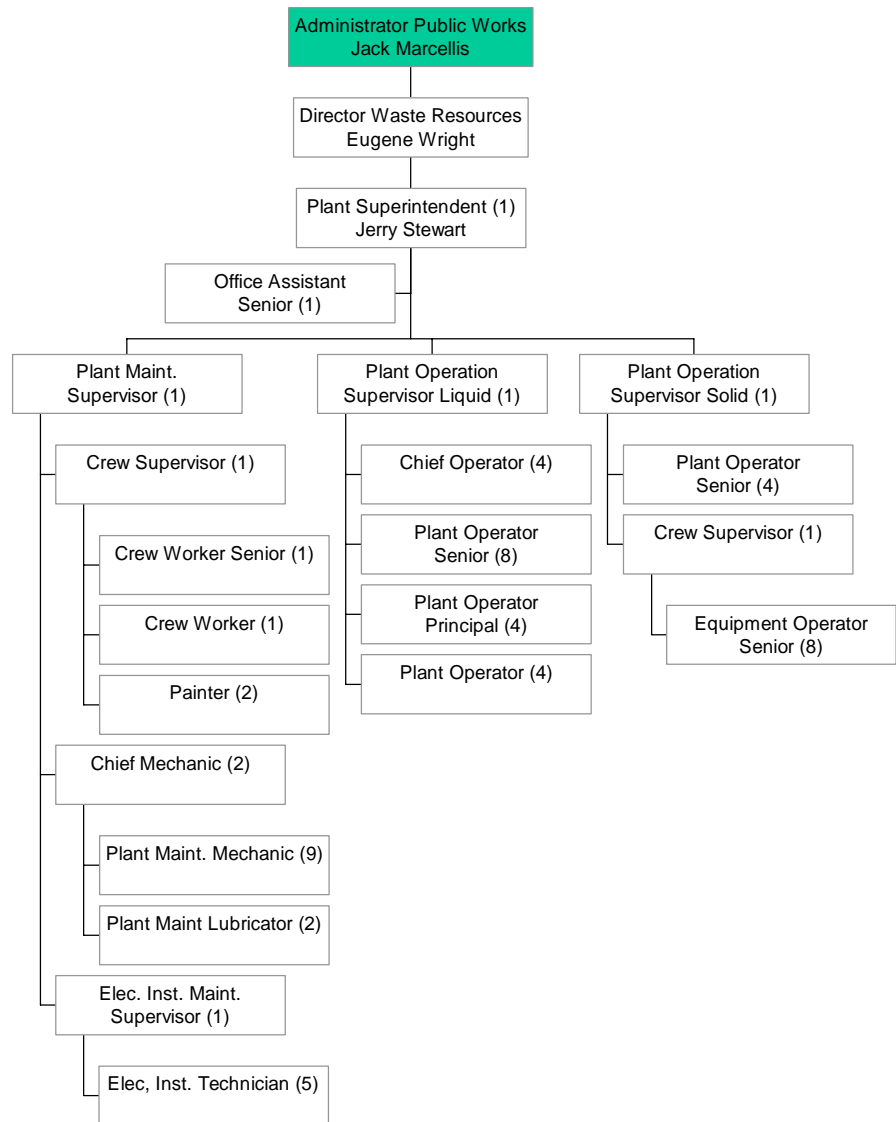 Administrator Public Works
Jack Marcellis
Director Waste Resources
Eugene Wright
Plant Superintendent (1)
Jerry Stewart
Office Assistant
Senior (1)
Plant Maint.
Supervisor (1)
Plant Operation
Supervisor Liquid (1)
Plant Operation
Supervisor Solid (1)
Crew Supervisor (1)
Crew Worker Senior (1)
Crew Worker (1)
Painter (2)
Chief Mechanic (2)
Plant Maint. Mechanic (9)
Plant Maint Lubricator (2)
Elec. Inst. Maint.
Supervisor (1)
Elec, Inst. Technician (5)
Chief Operator (4)
Plant Operator
Senior (8)
Plant Operator
Principal (4)
Plant Operator (4)
Plant Operator
Senior (4)
Crew Supervisor (1)
Equipment Operator
Senior (8)